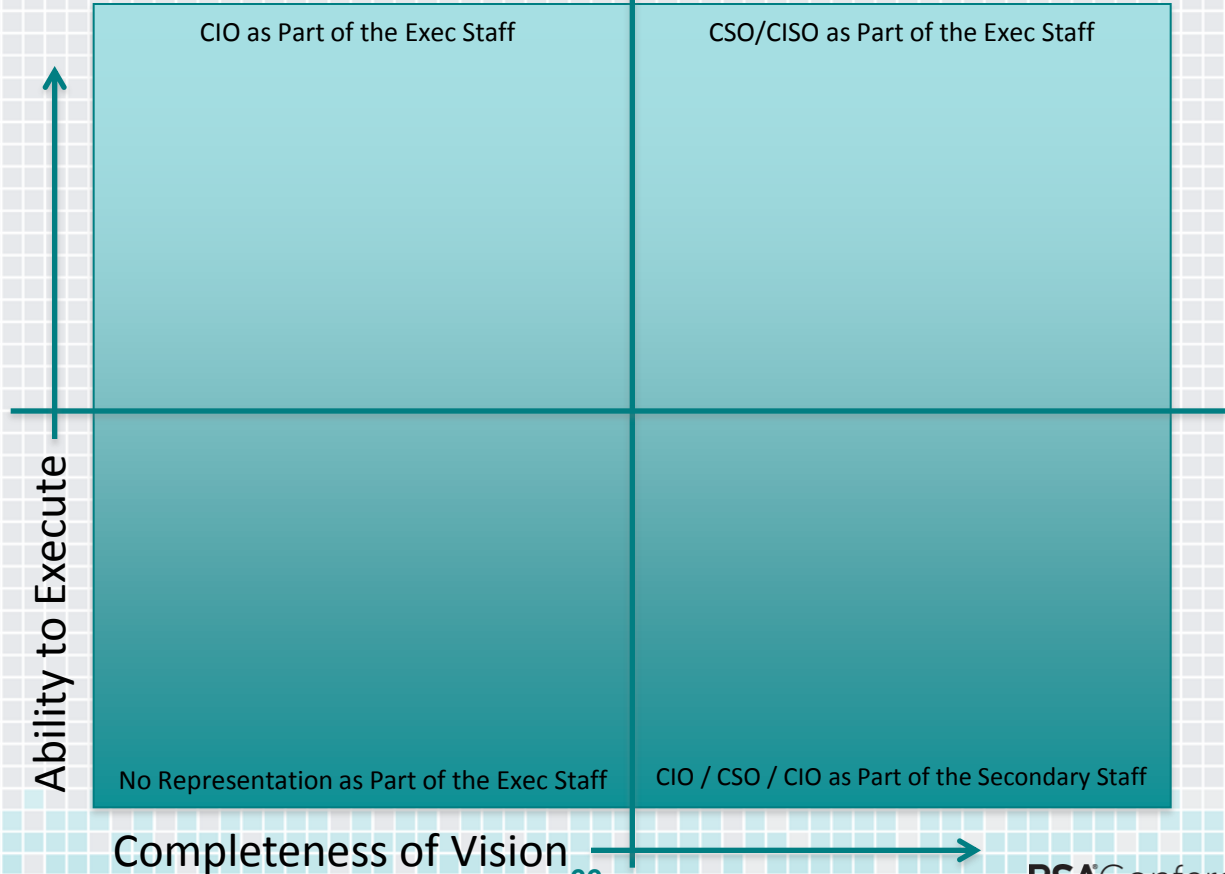 CIO as Part of the Exec Staff
CSO/CISO as Part of the Exec Staff
Ability to Execute
No Representation as Part of the Exec Staff
CIO / CSO / CIO as Part of the Secondary Staff
Completeness of Vision